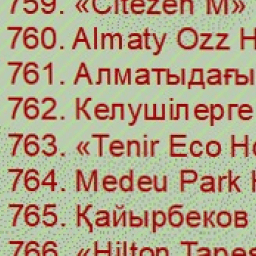 759. «Citezen M»
760. Almaty Ozz H
761. Алматыдағы
762. Келушілерге
763. «Tenir Eco Ho
764. Medeu Park
765. Қайырбеков
766. «Hilton Tapes